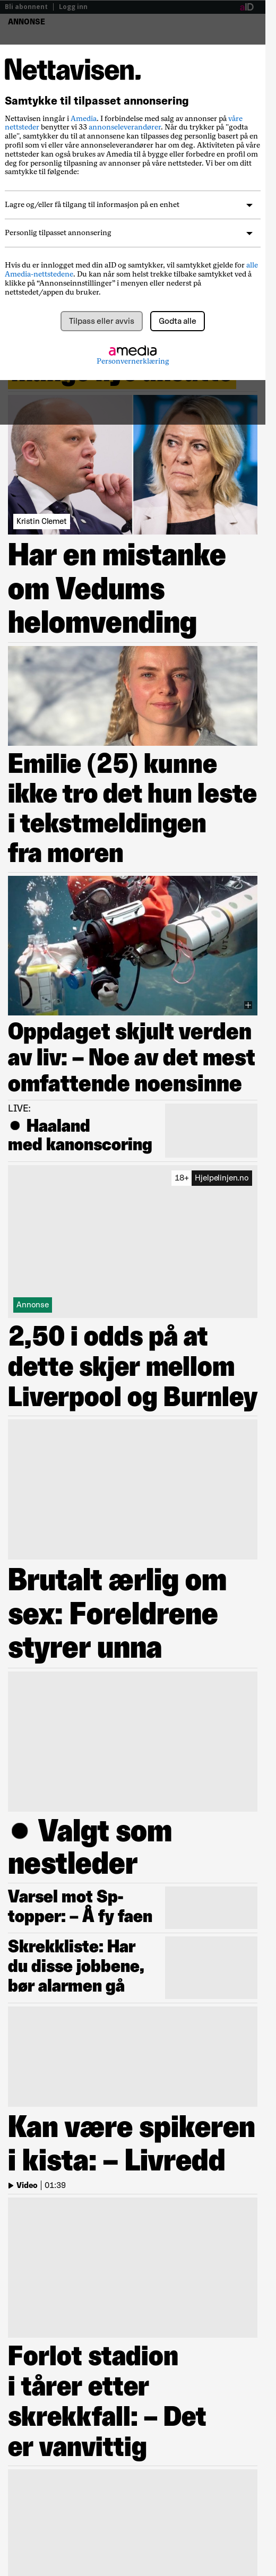 Bli abonnent | Logg inn
aID
ANNONSE
Nettavisen.
Samtykke til tilpasset annonsering
Nettavisen inngår i Amedia. I forbindelse med salg av annonser på våre
nettsteder benytter vi 33 annonseleverandører. Når du trykker på "godta
alle", samtykker du til at annonsene kan tilpasses deg personlig basert på en
profil som vi eller våre annonseleverandører har om deg. Aktivitetene på våre
nettsteder kan også brukes av Amedia til å bygge eller forbedre en profil om
deg for personlig tilpasning av annonser på våre nettsteder. Vi ber om ditt
samtykke til følgende:
Lagre og/eller få tilgang til informasjon på en enhet
Personlig tilpasset annonsering
Hvis du er innlogget med din aID og samtykker, vil samtykket gjelde for alle
Amedia-nettstedene. Du kan når som helst trekke tilbake samtykket ved å
klikke på “Annonseinnstillinger” i menyen eller nederst på
nettstedet/appen du bruker.
Tilpass eller avvis
Godta alle
amedia
Personvernerklæring
Kristin Clemet
Har en mistanke
om Vedums
helomvending
Emilie (25) kunne
ikke tro det hun leste
i tekstmeldingen
fra moren
Oppdaget skjult verden
av liv: – Noe av det mest
omfattende noensinne
LIVE:
● Haaland
med kanonscoring
18+ Hjelpelinjen.no
Annonse
2,50 i odds på at
dette skjer mellom
Liverpool og Burnley
Brutalt ærlig om
sex: Foreldrene
styrer unna
● Valgt som
nestleder
Varsel mot Sp-
topper: – Å fy faen
Skrekkliste: Har
du disse jobbene,
bør alarmen gå
Kan være spikeren
i kista: – Livredd
Video | 01:39
Forlot stadion
i tårer etter
skrekkfall: – Det
er vanvittig